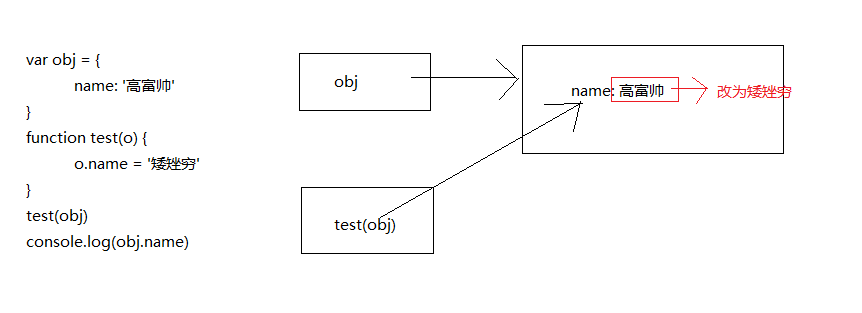 var obj = {
name: '高富帅'
}
function test(o) {
o.name = '矮矬穷'
}
test(obj)
console.log(obj.name)
obj
name: 高富帅
改为矮矬穷
test(obj)